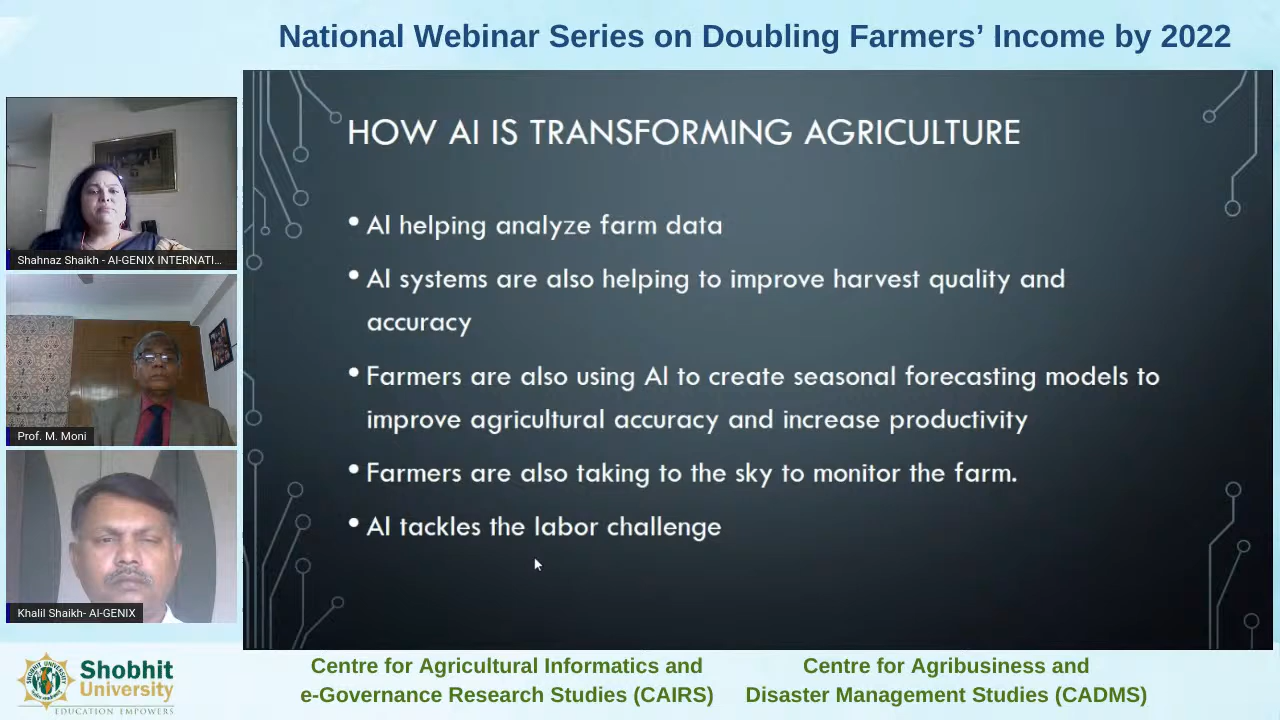 National Webinar Series on Doubling Farmers’ Income by 2022
HOW AI IS TRANSFORMING AGRICULTURE
• AI helping analyze farm data
• AI systems are also helping to improve harvest quality and
accuracy
• Farmers are also using AI to create seasonal forecasting models to
improve agricultural accuracy and increase productivity
• Farmers are also taking to the sky to monitor the farm.
• AI tackles the labor challenge
Shahnaz Shaikh - AI-GENIX INTERNATI...
Prof. M. Moni
Khalil Shaikh- AI-GENIX
Shobhit
University
EDUCATION EMPOWERS
Centre for Agricultural Informatics and
e-Governance Research Studies (CAIRS)
Centre for Agribusiness and
Disaster Management Studies (CADMS)